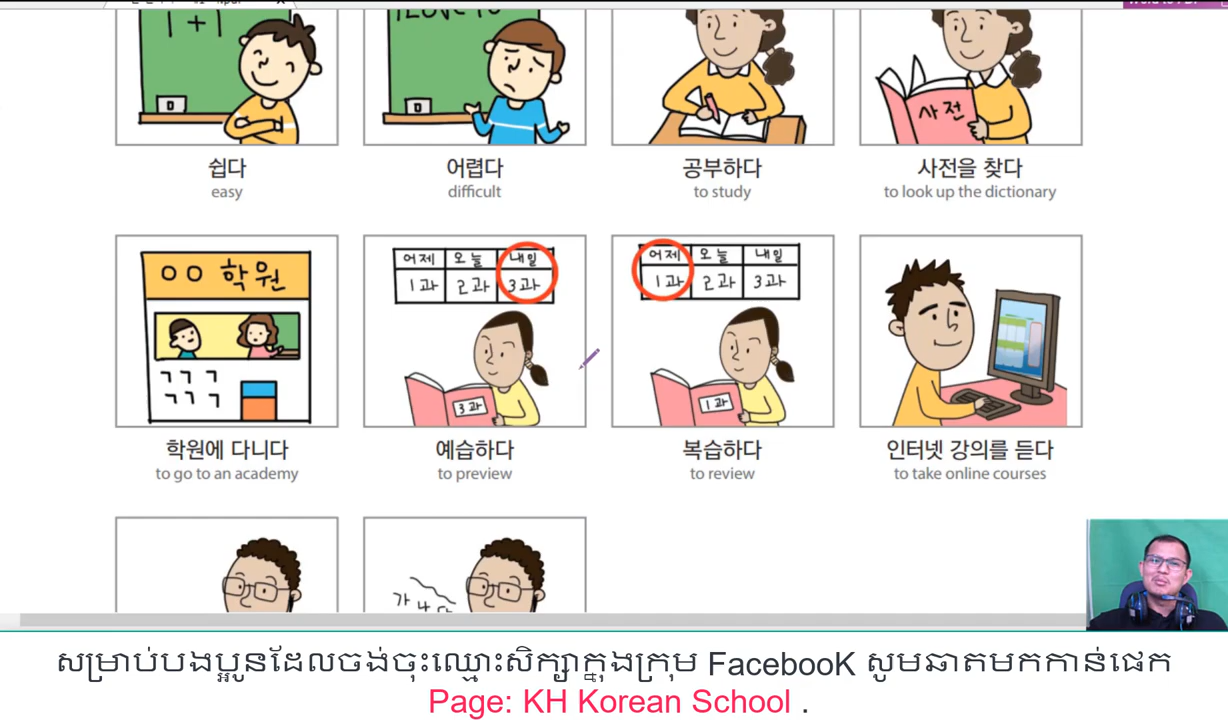 1 + 1
쉽다
어렵다
공부하다
사전을 찾다
easy
difficult
to study
to look up the dictionary
사전
○○ 학원
어제 오늘 내일
1과 2과 3과
3과
어제 오늘 내일
1과 2과 3과
1과
학원에 다니다
예습하다
복습하다
인터넷 강의를 듣다
to go to an academy
to preview
to review
to take online courses
가 나 다
សម្រាប់បងប្អូនដែលចង់ចុះឈ្មោះសិក្សាក្នុងក្រុម FacebooK សូមឆាតមកកាន់ផេក
Page: KH Korean School .